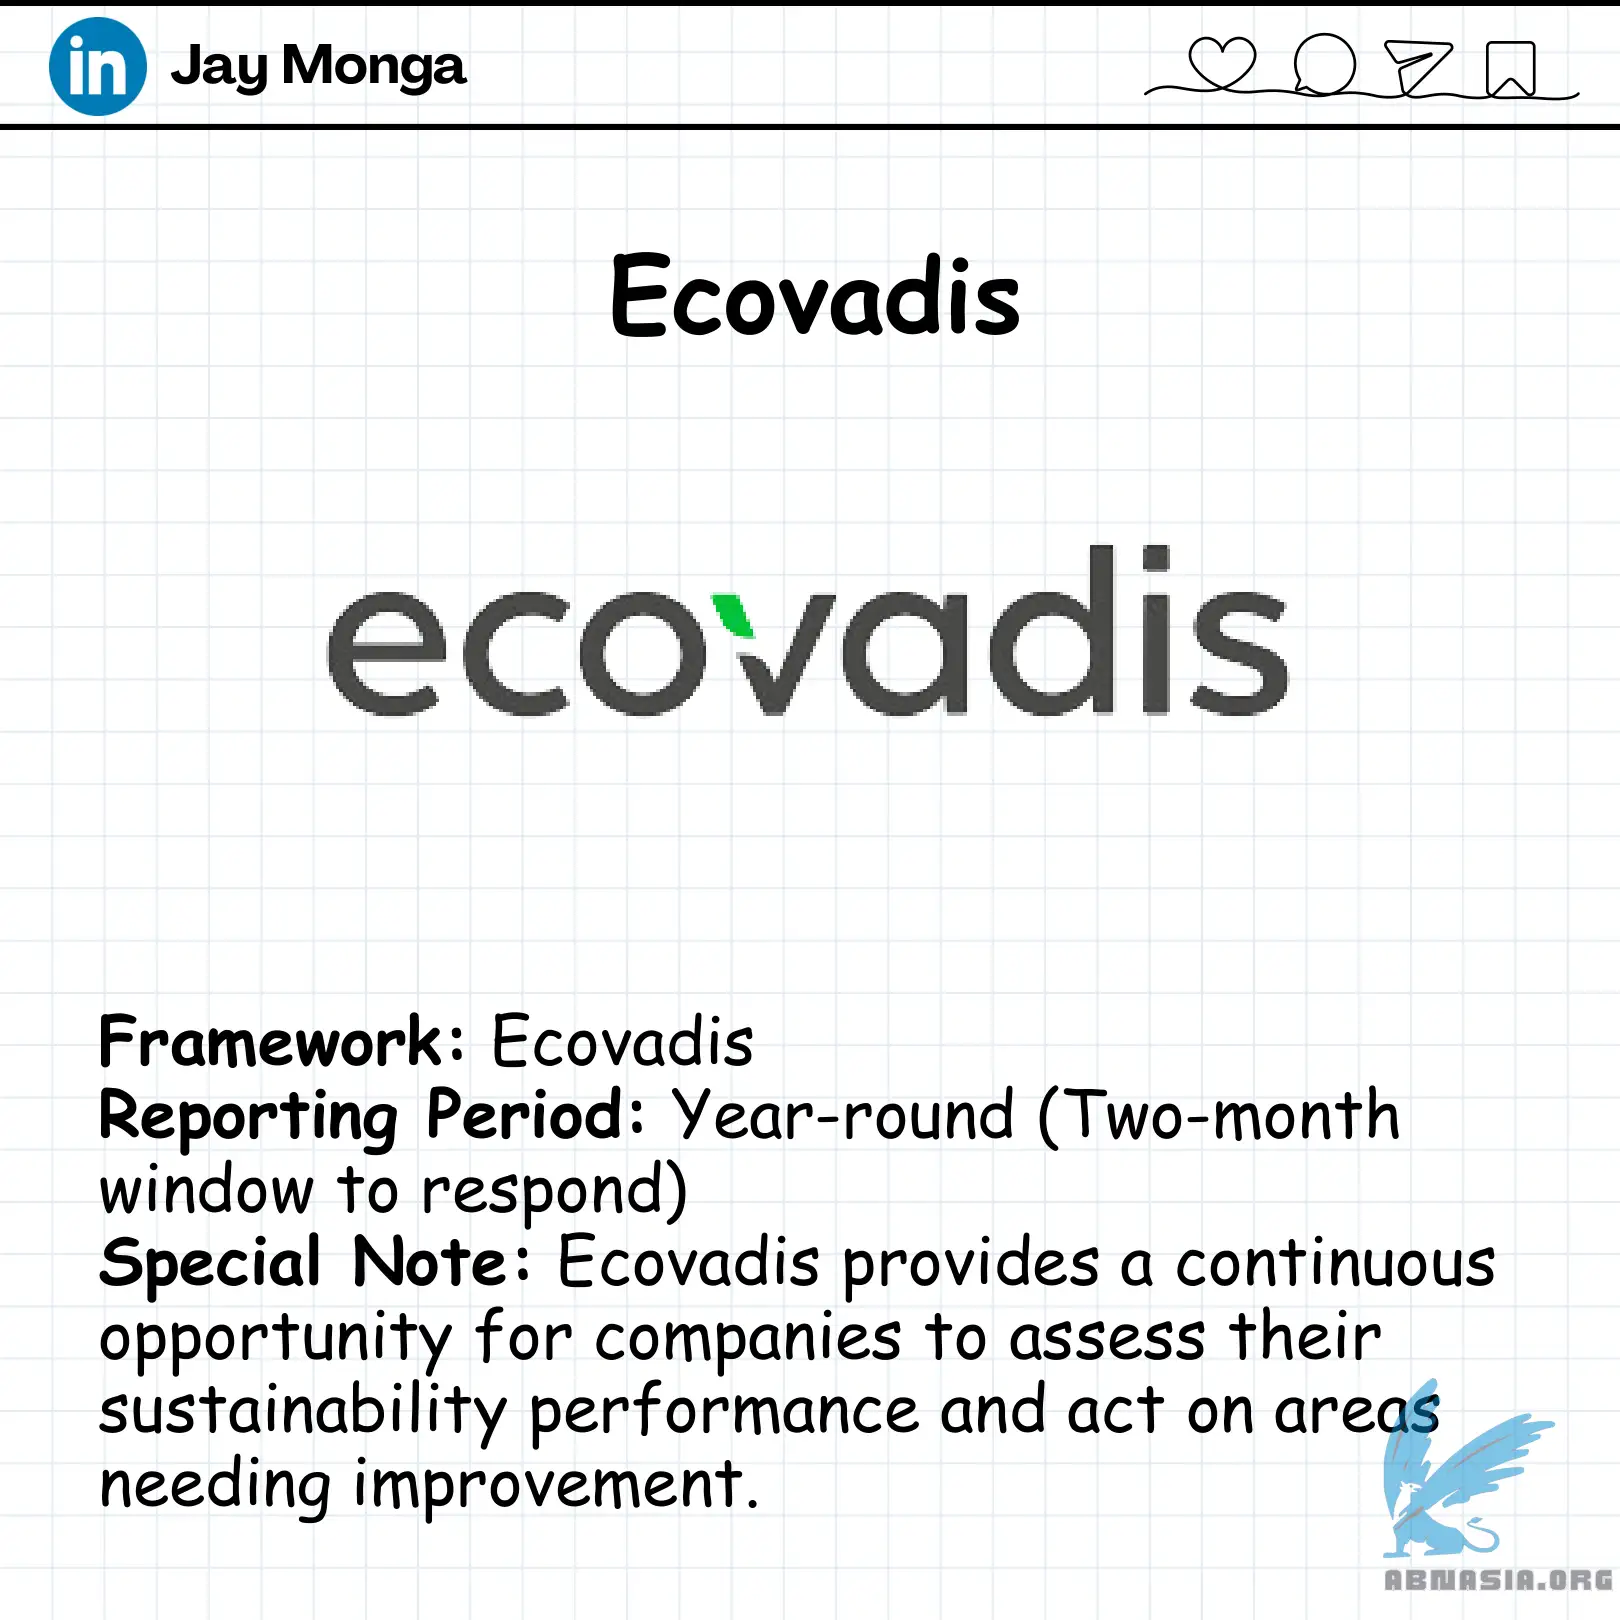 in Jay Monga
Ecovadis
ecovadis
Framework: Ecovadis
Reporting Period: Year-round (Two-month
window to respond)
Special Note: Ecovadis provides a continuous
opportunity for companies to assess their
sustainability performance and act on areas
needing improvement.
ABNASIA.ORG